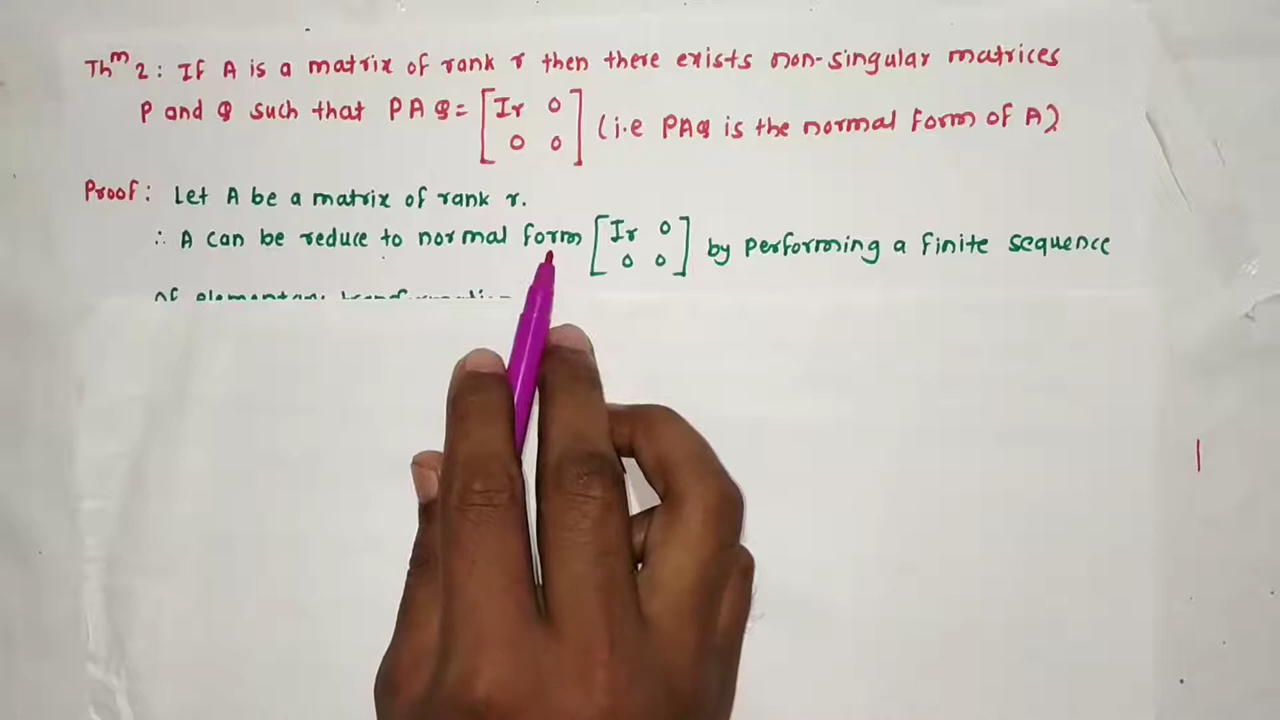 Thᵐ 2: If A is a matrix of rank r then there exists non-singular matrices
P and Q such that PAQ = [Ir 0
0 0] (i.e PAQ is the normal form of A)
Proof: Let A be a matrix of rank r.
∴ A can be reduce to normal form [Ir 0
0 0] by performing a finite sequence